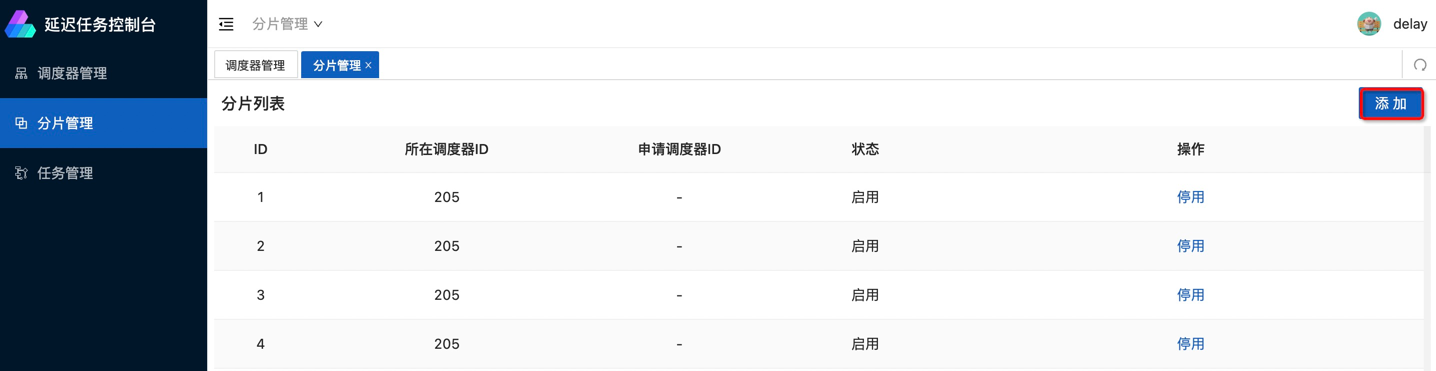 延迟任务控制台
分片管理
delay
调度器管理
分片管理
任务管理
调度器管理 分片管理 ×
分片列表
添 加
ID 所在调度器ID 申请调度器ID 状态 操作
1 205 - 启用 停用
2 205 - 启用 停用
3 205 - 启用 停用
4 205 - 启用 停用